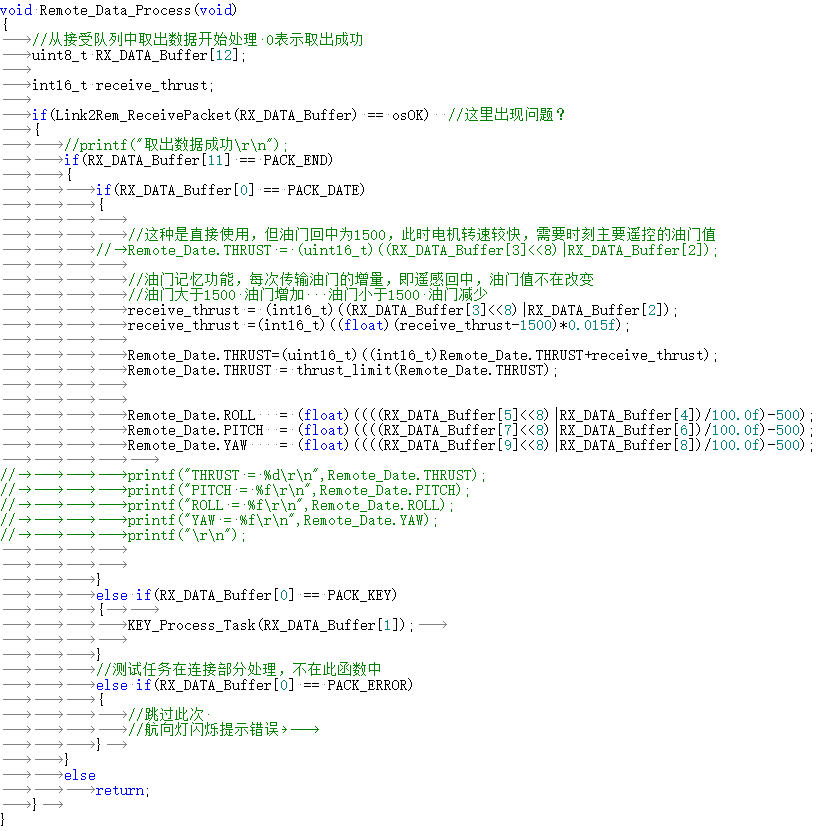 void Remote_Data_Process(void)
{
//从接受队列中取出数据开始处理 0表示取出成功
uint8_t RX_DATA_Buffer[12];
int16_t receive_thrust;
if(Link2Rem_ReceivePacket(RX_DATA_Buffer) == osOK) //这里出现问题？
{
//printf("取出数据成功\r\n");
if(RX_DATA_Buffer[11] == PACK_END)
{
if(RX_DATA_Buffer[0] == PACK_DATE)
{
//这种是直接使用，但油门回中为1500，此时电机转速较快，需要时刻主要遥控的油门值
// Remote_Date.THRUST = (uint16_t)((RX_DATA_Buffer[3]<<8)|RX_DATA_Buffer[2]);
//油门记忆功能，每次传输油门的增量，即遥感回中，油门值不在改变
//油门大于1500 油门增加   油门小于1500 油门减少
receive_thrust = (int16_t)((RX_DATA_Buffer[3]<<8)|RX_DATA_Buffer[2]);
receive_thrust =(int16_t)((float)(receive_thrust-1500)*0.015f);
Remote_Date.THRUST=(uint16_t)((int16_t)Remote_Date.THRUST+receive_thrust);
Remote_Date.THRUST = thrust_limit(Remote_Date.THRUST);
Remote_Date.ROLL   = (float)((((RX_DATA_Buffer[5]<<8)|RX_DATA_Buffer[4])/100.0f)-500);
Remote_Date.PITCH  = (float)((((RX_DATA_Buffer[7]<<8)|RX_DATA_Buffer[6])/100.0f)-500);
Remote_Date.YAW    = (float)((((RX_DATA_Buffer[9]<<8)|RX_DATA_Buffer[8])/100.0f)-500);
// printf("THRUST = %d\r\n",Remote_Date.THRUST);
// printf("PITCH = %f\r\n",Remote_Date.PITCH);
// printf("ROLL = %f\r\n",Remote_Date.ROLL);
// printf("YAW = %f\r\n",Remote_Date.YAW);
// printf("\r\n");
}
else if(RX_DATA_Buffer[0] == PACK_KEY)
{
KEY_Process_Task(RX_DATA_Buffer[1]);
}
//测试任务在连接部分处理，不在此函数中
else if(RX_DATA_Buffer[0] == PACK_ERROR)
{
//跳过此次
//航向灯闪烁提示错误
}
}
else
return;
}
}